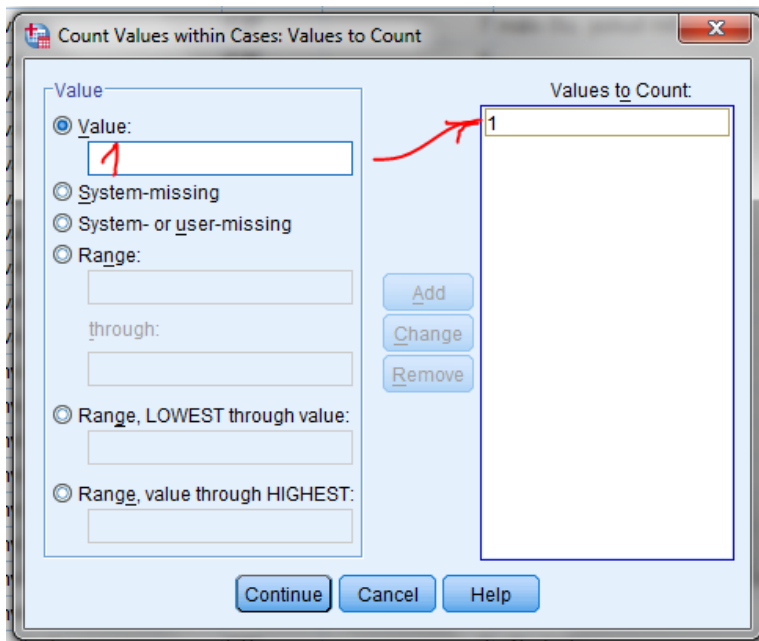 Count Values within Cases: Values to Count
Value
Value:
1
System-missing
System- or user-missing
Range:
through:
Range, LOWEST through value:
Range, value through HIGHEST:
Add
Change
Remove
Values to Count:
1
Continue Cancel Help